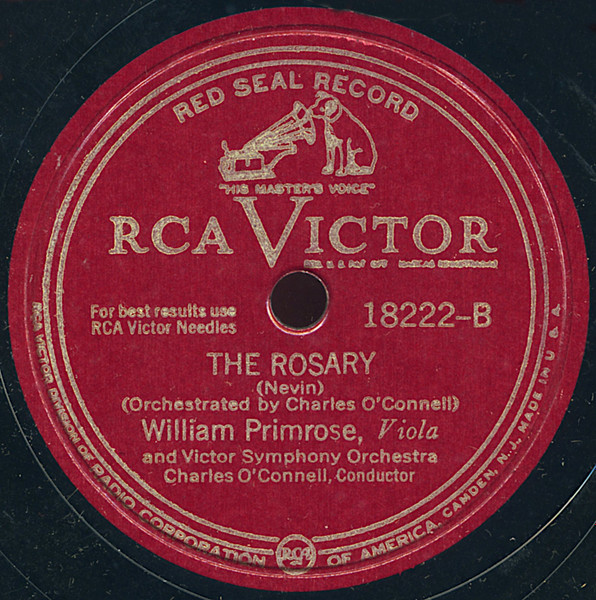 RED SEAL RECORD
"HIS MASTER'S VOICE"
RCA VICTOR
For best results use
RCA Victor Needles
18222-B
THE ROSARY
(Nevin)
(Orchestrated by Charles O'Connell)
William Primrose, Viola
and Victor Symphony Orchestra
Charles O'Connell, Conductor
RCA VICTOR DIVISION OF RADIO CORPORATION OF AMERICA, CAMDEN, N.J., MADE IN U.S.A.
RCA